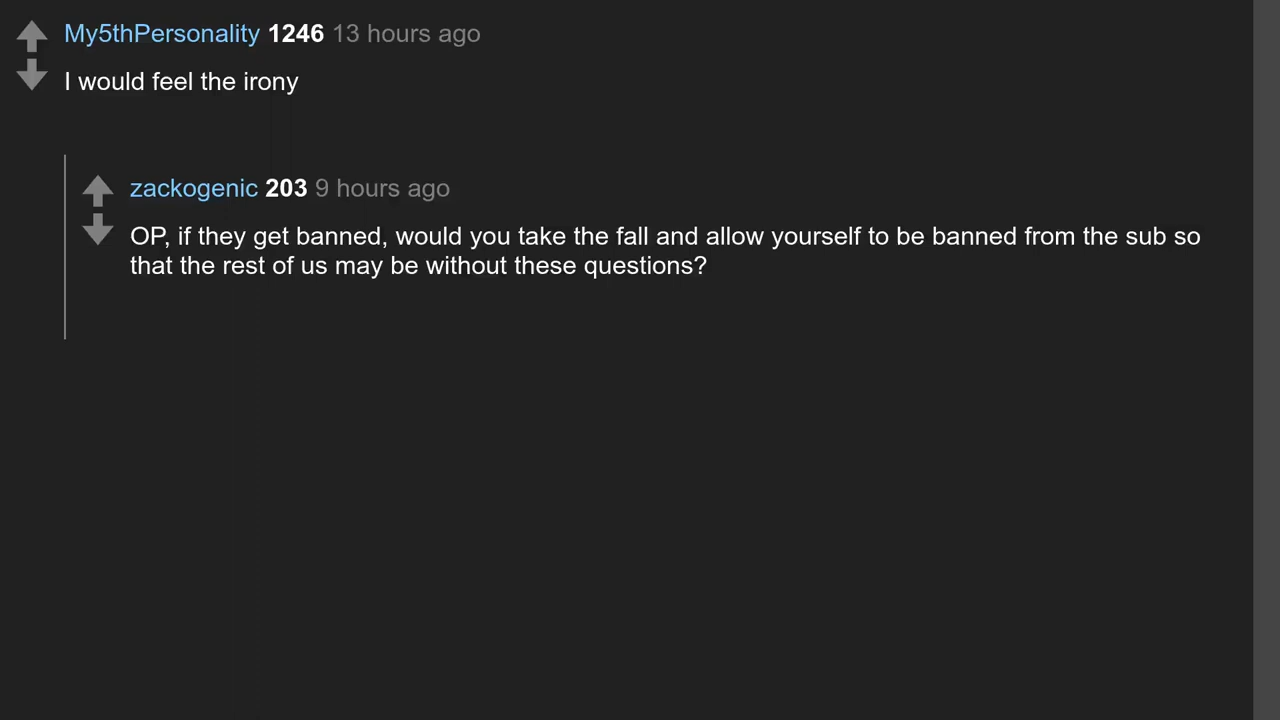 My5thPersonality 1246 13 hours ago
I would feel the irony
zackogenic 203 9 hours ago
OP, if they get banned, would you take the fall and allow yourself to be banned from the sub so
that the rest of us may be without these questions?